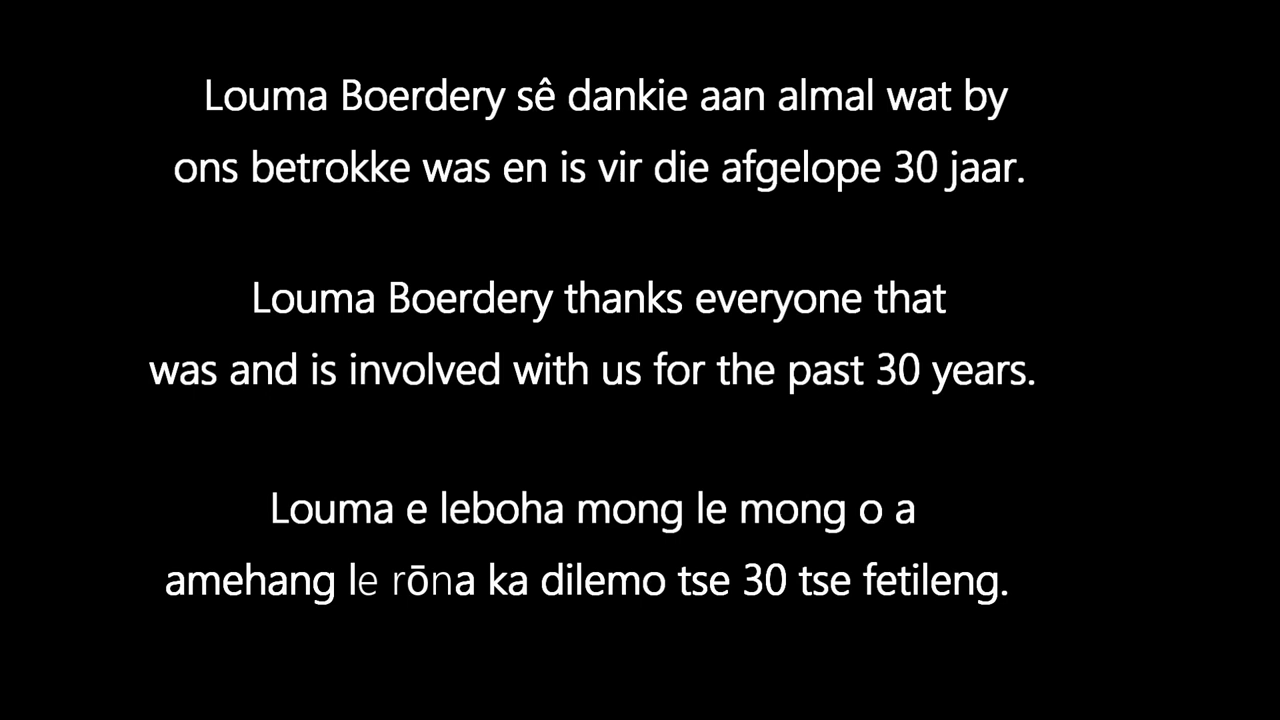 Louma Boerdery sê dankie aan almal wat by
ons betrokke was en is vir die afgelope 30 jaar.
Louma Boerdery thanks everyone that
was and is involved with us for the past 30 years.
Louma e leboha mong le mong o a
amehang le rōna ka dilemo tse 30 tse fetileng.